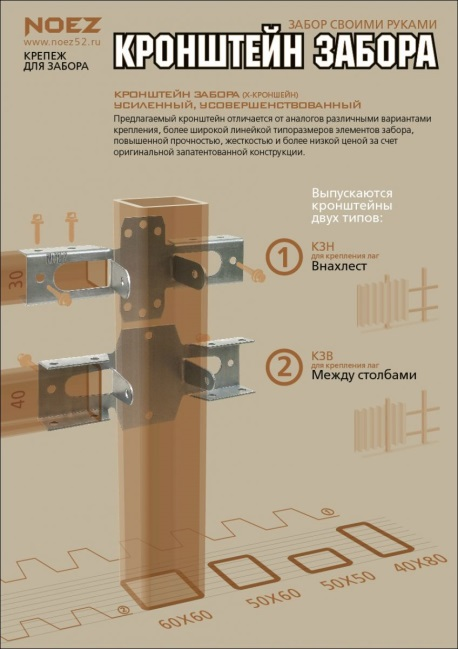 NOEZ
www.noez52.ru
КРЕПЕЖ
ДЛЯ ЗАБОРА
ЗАБОР СВОИМИ РУКАМИ
КРОНШТЕЙН ЗАБОРА
КРОНШТЕЙН ЗАБОРА (Х-КРОНШЕЙН)
УСИЛЕННЫЙ, УСОВЕРШЕНСТВОВАННЫЙ
Предлагаемый кронштейн отличается от аналогов различными вариантами
крепления, более широкой линейкой типоразмеров элементов забора,
повышенной прочностью, жесткостью и более низкой ценой за счет
оригинальной запатентованной конструкции.
Выпускаются
кронштейны
двух типов:
1
КЗН
для крепления лаг
Внахлест
30
2
КЗВ
для крепления лаг
Между столбами
40
1
2
60X60
50X60
50X50
40X80